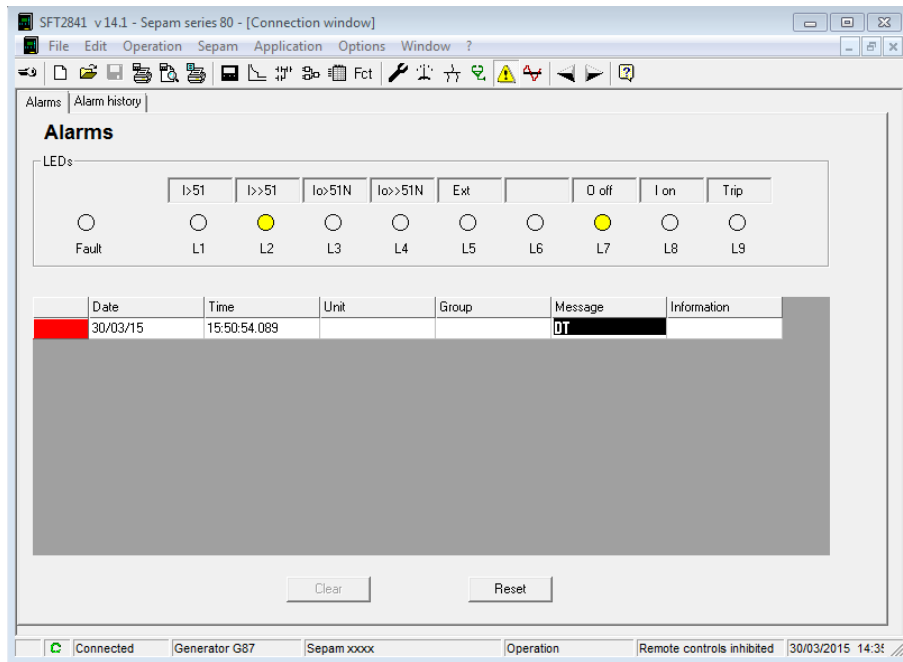 SFT2841 v 14.1 - Sepam series 80 - [Connection window]
File Edit Operation Sepam Application Options Window ?
Fct
Alarms Alarm history
Alarms
LEDs
I>51 I>>51 Io>51N Io>>51N Ext O off I on Trip
Fault L1 L2 L3 L4 L5 L6 L7 L8 L9
Date Time Unit Group Message Information
30/03/15 15:50:54.089 DT
Clear Reset
Connected Generator G87 Sepam xxxx Operation Remote controls inhibited 30/03/2015